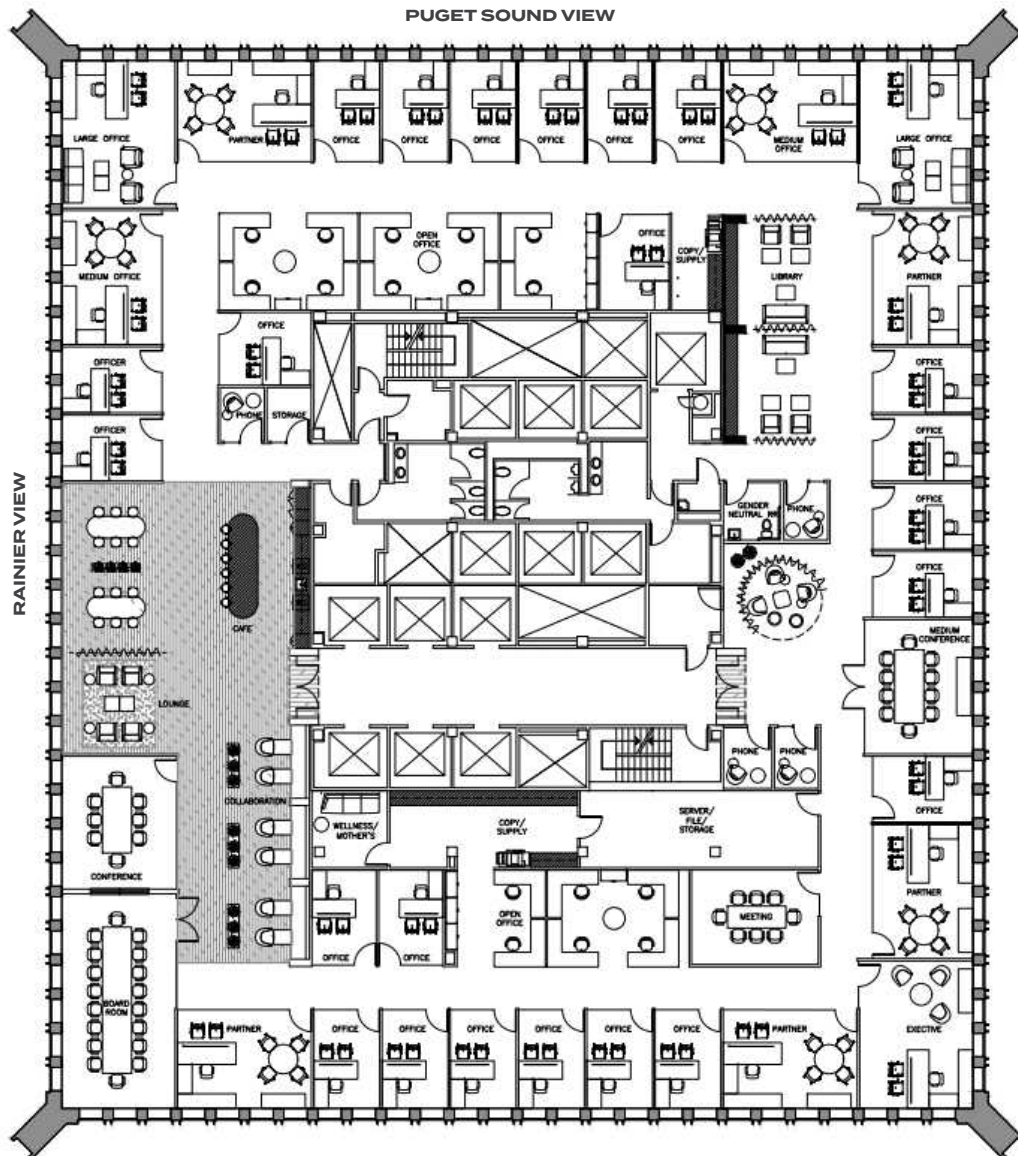 PUGET SOUND VIEW
LARGE OFFICE
PARTNER
OFFICE
OFFICE
OFFICE
OFFICE
OFFICE
OFFICE
MEDIUM
OFFICE
LARGE OFFICE
MEDIUM OFFICE
OPEN
OFFICE
OFFICE
COPY/
SUPPLY
LIBRARY
PARTNER
OFFICE
OFFICER
PHONE
STORAGE
OFFICE
OFFICER
OFFICE
RAINIER VIEW
GENDER
NEUTRAL RR
PHONE
OFFICE
OFFICE
CAFE
MEDIUM
CONFERENCE
LOUNGE
PHONE
PHONE
COLLABORATION
OFFICE
WELLNESS/
MOTHER'S
COPY/
SUPPLY
SERVER/
FILE/
STORAGE
CONFERENCE
PARTNER
OPEN
OFFICE
MEETING
OFFICE
OFFICE
BOARD
ROOM
PARTNER
OFFICE
OFFICE
OFFICE
OFFICE
OFFICE
OFFICE
PARTNER
EXECTIVE